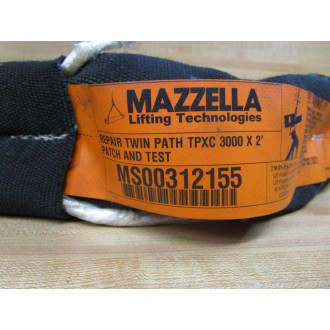 MAZZELLA
Lifting Technologies
REPAIR TWIN PATH TPXC 3000 X 2'
PATCH AND TEST
MS00312155